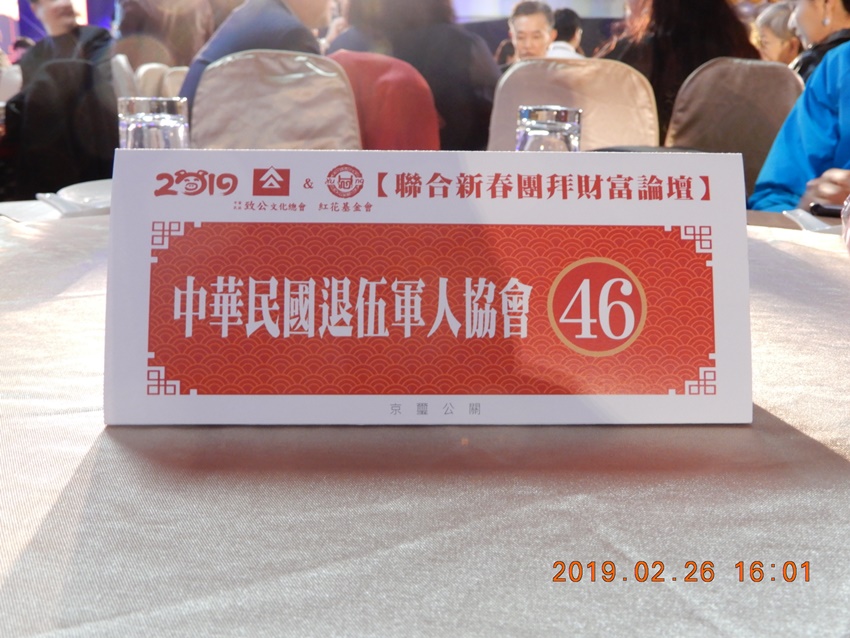 2019 公 & 【聯合新春團拜財富論壇】
致公文化總會 紅花基金會
中華民國退伍軍人協會 46
京璽公關
2019.02.26 16:01